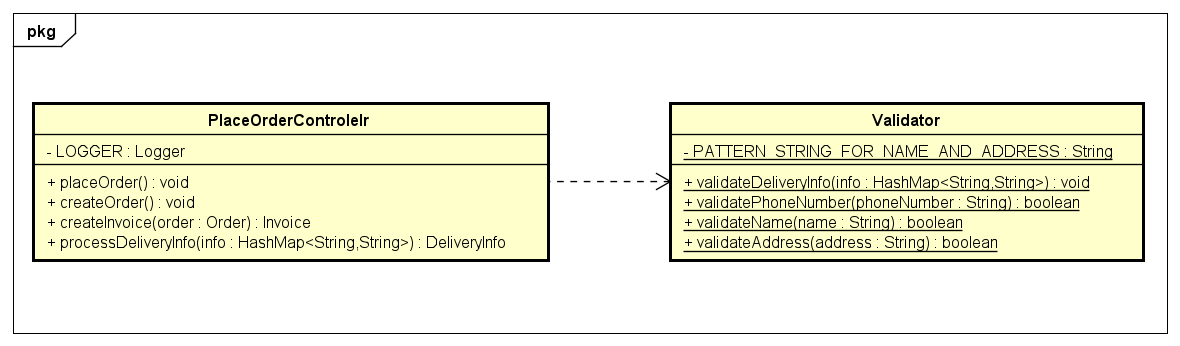 pkg
PlaceOrderControlelr
- LOGGER : Logger
+ placeOrder() : void
+ createOrder() : void
+ createInvoice(order : Order) : Invoice
+ processDeliveryInfo(info : HashMap<String,String>) : DeliveryInfo
Validator
- PATTERN_STRING_FOR_NAME_AND_ADDRESS : String
+ validateDeliveryInfo(info : HashMap<String,String>) : void
+ validatePhoneNumber(phoneNumber : String) : boolean
+ validateName(name : String) : boolean
+ validateAddress(address : String) : boolean